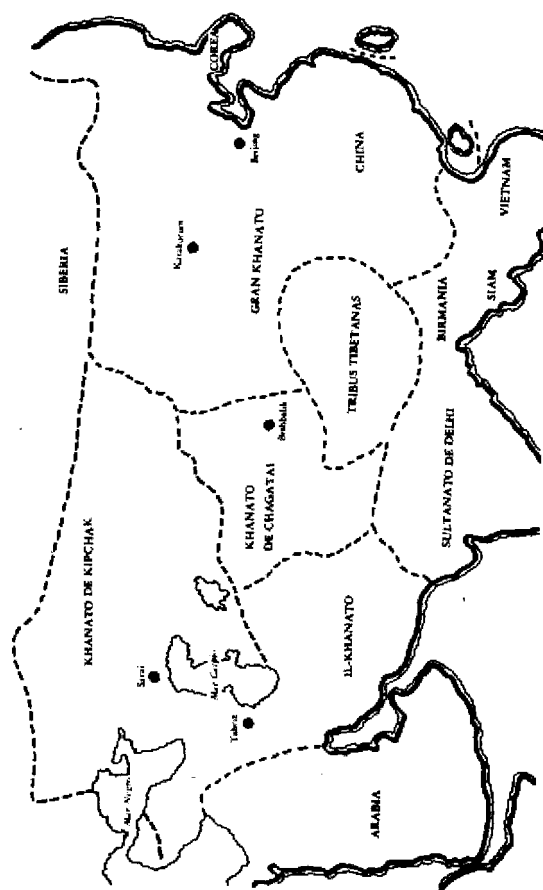 SIBERIA
COREA
Beijing
Karakorum
GRAN KHANATO
CHINA
KHANATO DE KIPCHAK
Sarai
Mar Negro
Mar Caspio
Tabriz
KHANATO
DE CHAGATAI
TRIBUS TIBETANAS
IL-KHANATO
SULTANATO DE DELHI
BIRMANIA
SIAM
VIETNAM
ARABIA